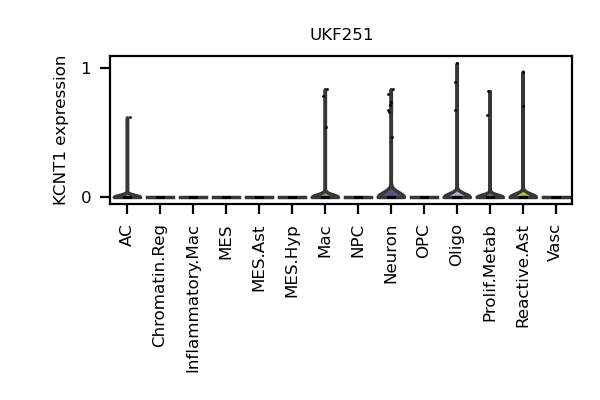 UKF251
KCNT1 expression
1
0
AC
Chromatin.Reg
Inflammatory.Mac
MES
MES.Ast
MES.Hyp
Mac
NPC
Neuron
OPC
Oligo
Prolif.Metab
Reactive.Ast
Vasc